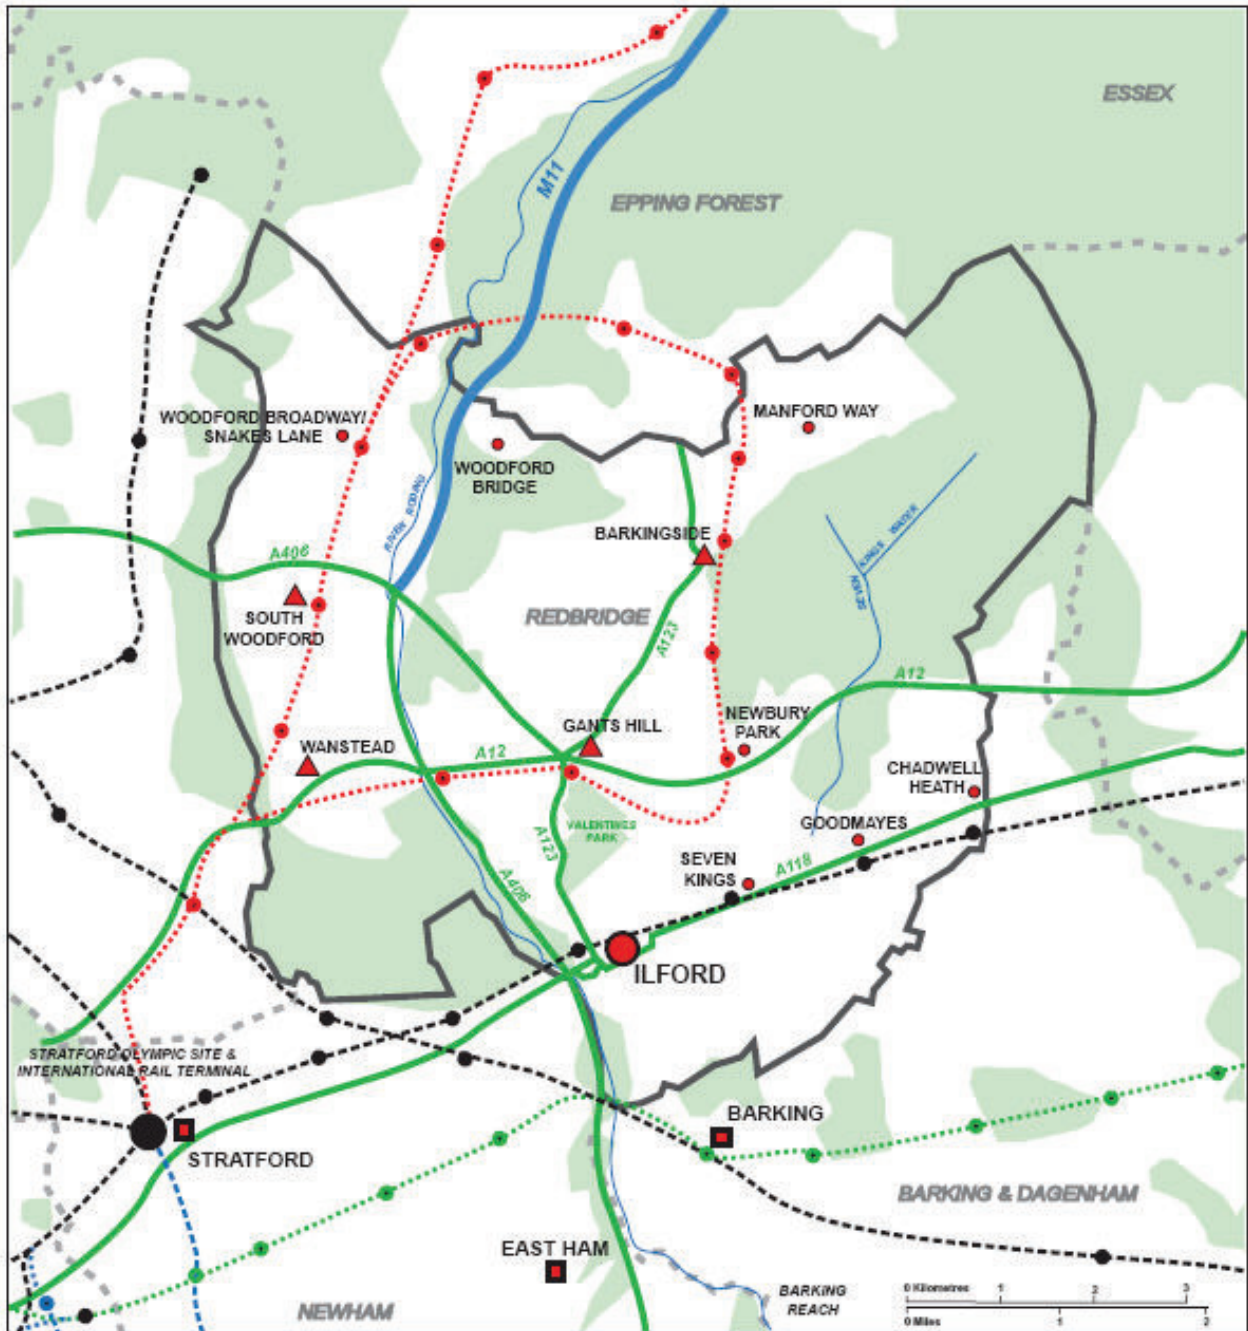 ESSEX
M11
EPPING FOREST
WOODFORD BROADWAY/
SNAKES LANE
MANFORD WAY
WOODFORD
BRIDGE
RIVER RODING
KINGS WATER
SEVEN
BARKINGSIDE
A406
SOUTH
WOODFORD
REDBRIDGE
A123
A12
NEWBURY
PARK
GANTS HILL
WANSTEAD
A12
CHADWELL
HEATH
VALENTINES
PARK
A123
GOODMAYES
SEVEN
KINGS
A118
A406
ILFORD
STRATFORD OLYMPIC SITE &
INTERNATIONAL RAIL TERMINAL
BARKING
STRATFORD
BARKING & DAGENHAM
EAST HAM
BARKING
REACH
NEWHAM
0 Kilometres 1 2 3
0 Miles 1 2